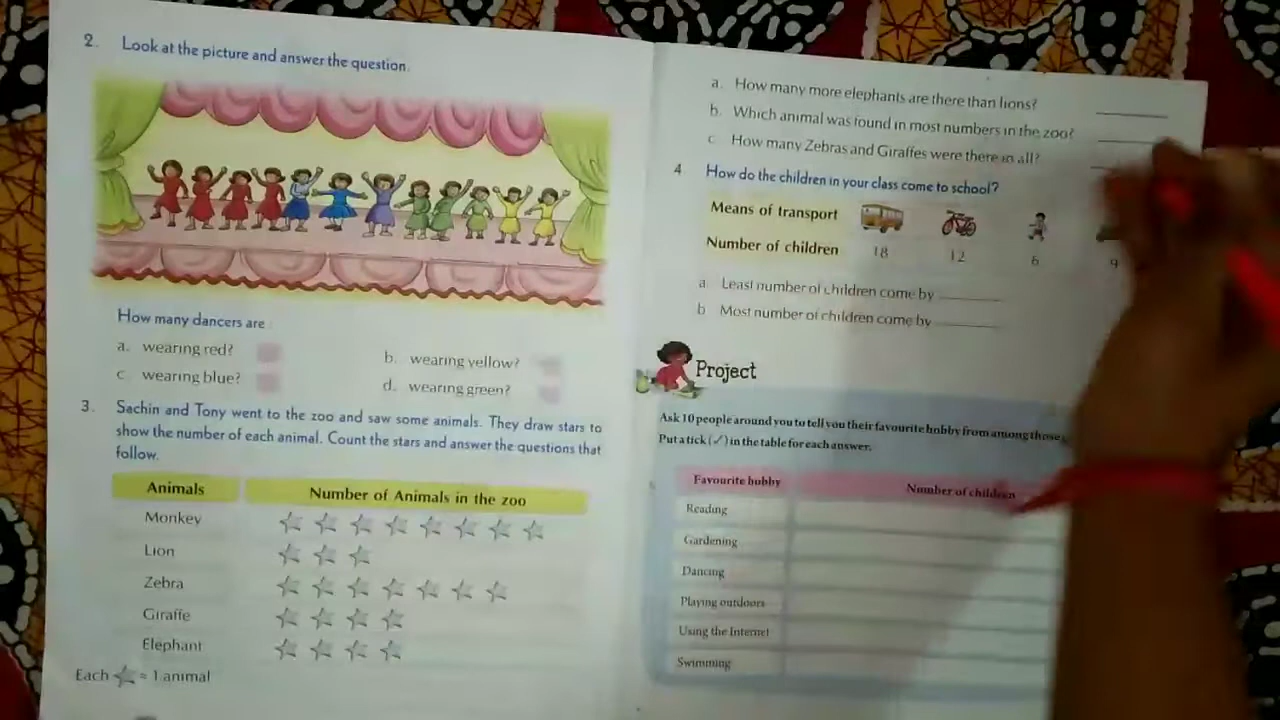 2. Look at the picture and answer the question.
How many dancers are
a. wearing red?
b. wearing yellow?
c. wearing blue?
d. wearing green?
3. Sachin and Tony went to the zoo and saw some animals. They draw stars to
show the number of each animal. Count the stars and answer the questions that
follow.
Animals Number of Animals in the zoo
Monkey
Lion
Zebra
Giraffe
Elephant
Each = 1 animal
a. How many more elephants are there than lions?
b. Which animal was found in most numbers in the zoo?
c. How many Zebras and Giraffes were there in all?
4 How do the children in your class come to school?
Means of transport
Number of children 18 12 6 9
a. Least number of children come by
b Most number of children come by
Project
Ask 10 people around you to tell you their favourite hobby from among those
Put a tick (✓) in the table for each answer.
Favourite hobby Number of children
Reading
Gardening
Dancing
Playing outdoors
Using the Internet
Swimming